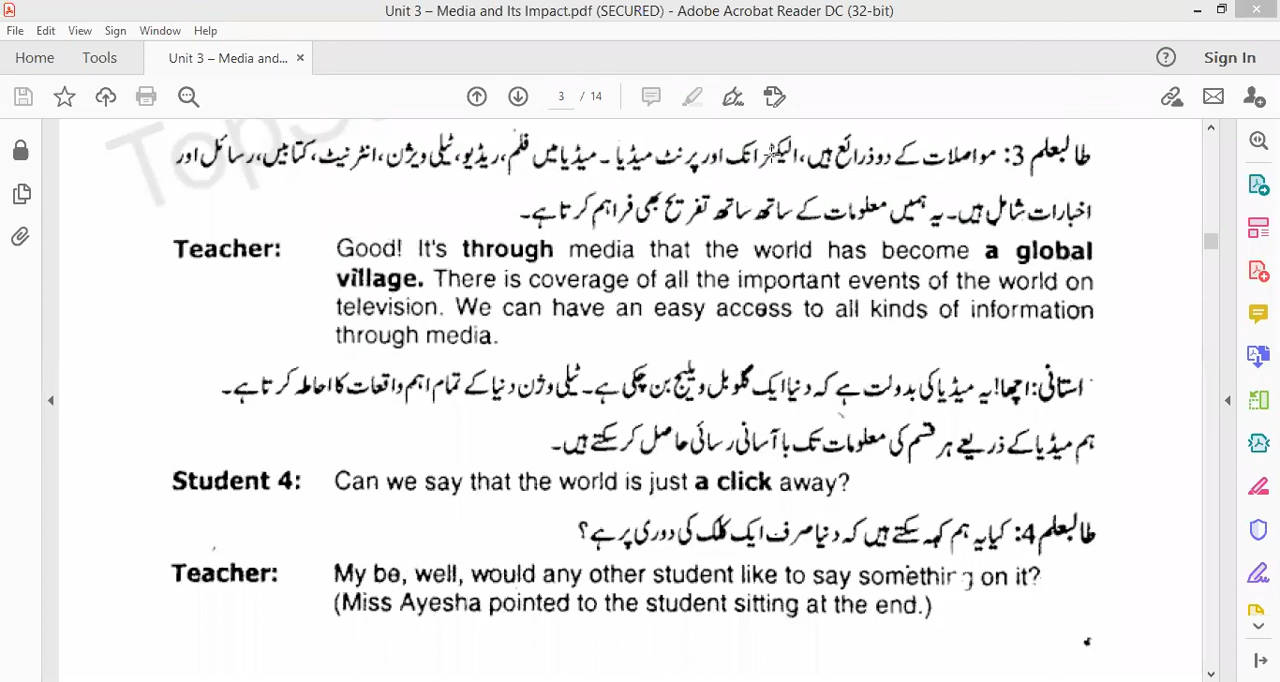 Unit 3 – Media and Its Impact.pdf (SECURED) - Adobe Acrobat Reader DC (32-bit)
File Edit View Sign Window Help
Home Tools Unit 3 – Media and... × Sign In
3 / 14
طالبعلم 3: مواصلات کے دو ذرائع ہیں، الیکٹرانک اور پرنٹ میڈیا ۔ میڈیا میں فلم، ریڈیو، ٹیلی ویژن، انٹرنیٹ، کتابیں، رسائل اور
اخبارات شامل ہیں۔ یہ ہمیں معلومات کے ساتھ ساتھ تفریح بھی فراہم کرتا ہے۔
Teacher: Good! It's through media that the world has become a global
village. There is coverage of all the important events of the world on
television. We can have an easy access to all kinds of information
through media.
استانی: اچھا! یہ میڈیا کی بدولت ہے کہ دنیا ایک گلوبل ویلیج بن چکی ہے۔ ٹیلی وژن دنیا کے تمام اہم واقعات کا احاطہ کرتا ہے۔
ہم میڈیا کے ذریعے ہر قسم کی معلومات تک باآسانی رسائی حاصل کر سکتے ہیں۔
Student 4: Can we say that the world is just a click away?
طالبعلم 4: کیا یہ ہم کہہ سکتے ہیں کہ دنیا صرف ایک کلک کی دوری پر ہے؟
Teacher: My be, well, would any other student like to say something on it?
(Miss Ayesha pointed to the student sitting at the end.)